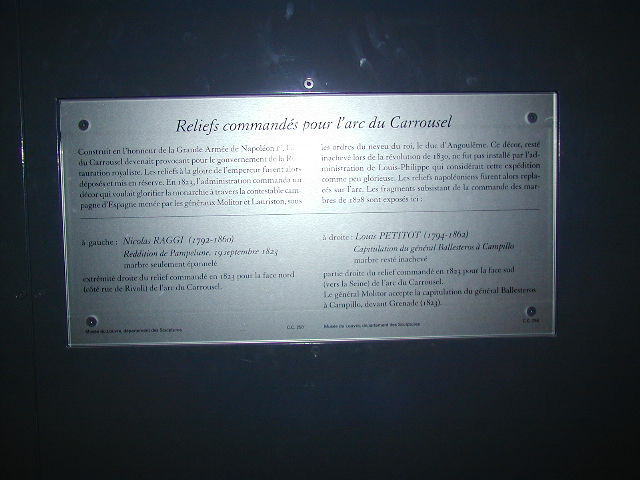 Reliefs commandés pour l'arc du Carrousel
Construit en l'honneur de la Grande Armée de Napoléon Iᵉʳ, l'
du Carrousel devenait provocant pour le gouvernement de la Res
tauration royaliste. Les reliefs à la gloire de l'empereur furent alors
déposés et mis en réserve. En 1823, l'administration commanda un
décor qui voulait glorifier la monarchie à travers la contestable cam-
pagne d'Espagne menée par les généraux Molitor et Lauriston, sous
les ordres du neveu du roi, le duc d'Angoulême. Ce décor, resté
inachevé lors de la révolution de 1830, ne fut pas installé par l'ad-
ministration de Louis-Philippe qui considérait cette expédition
comme peu glorieuse. Les reliefs napoléoniens furent alors repla-
cés sur l'arc. Les fragments subsistant de la commande des mar-
bres de 1828 sont exposés ici :
à gauche : Nicolas RAGGI (1792-1860)
Reddition de Pampelune, 19 septembre 1823
marbre seulement épannelé
extrémité droite du relief commandé en 1823 pour la face nord
(côté rue de Rivoli) de l'arc du Carrousel.
à droite : Louis PETITOT (1794-1862)
Capitulation du général Ballesteros à Campillo
marbre resté inachevé
partie droite du relief commandé en 1823 pour la face sud
(vers la Seine) de l'arc du Carrousel.
Le général Molitor accepte la capitulation du général Ballesteros
à Campillo, devant Grenade (1823).
Musée du Louvre, département des Sculptures
C.C. 250
Musée du Louvre, département des Sculptures
C.C.